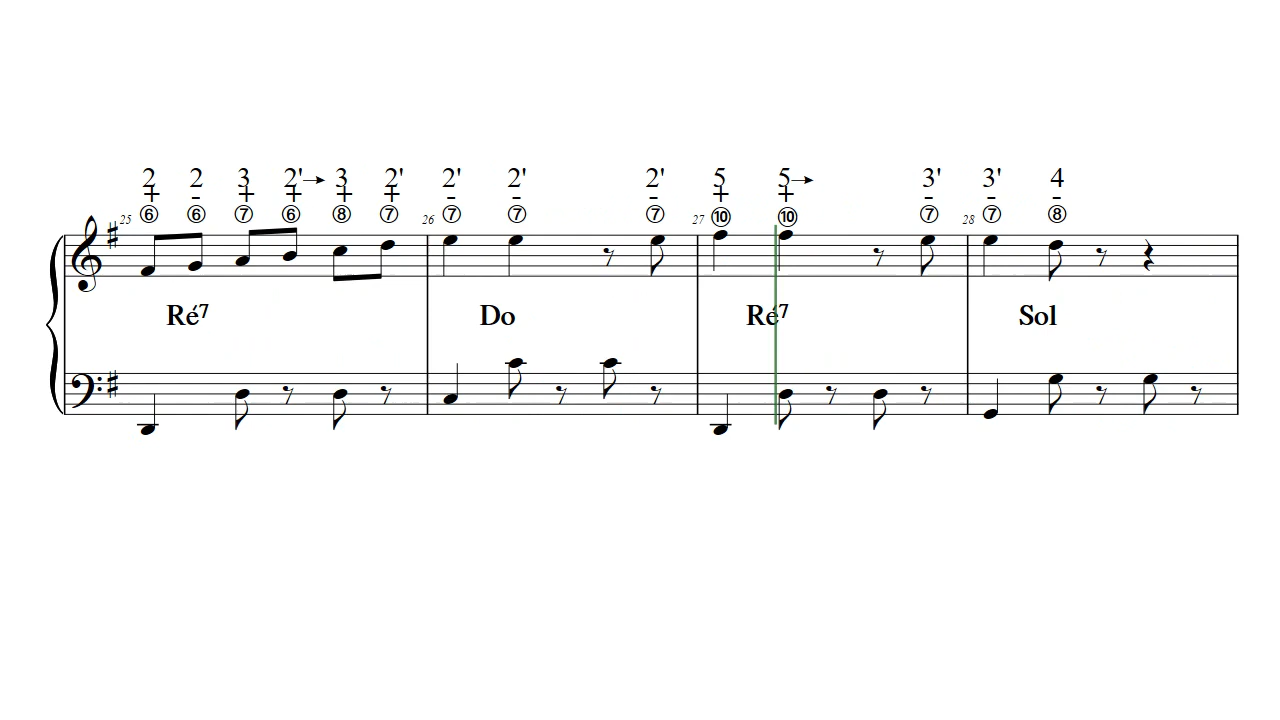 2 2 3 2' 3 2' 2' 2' 2' 5 5 3' 3' 4
+ - + + + + - - - + + - - -
⑥ ⑥ ⑦ ⑥ ⑧ ⑦ ⑦ ⑦ ⑦ ⑩ ⑩ ⑦ ⑦ ⑧
25 26 27 28
Ré7 Do Ré7 Sol